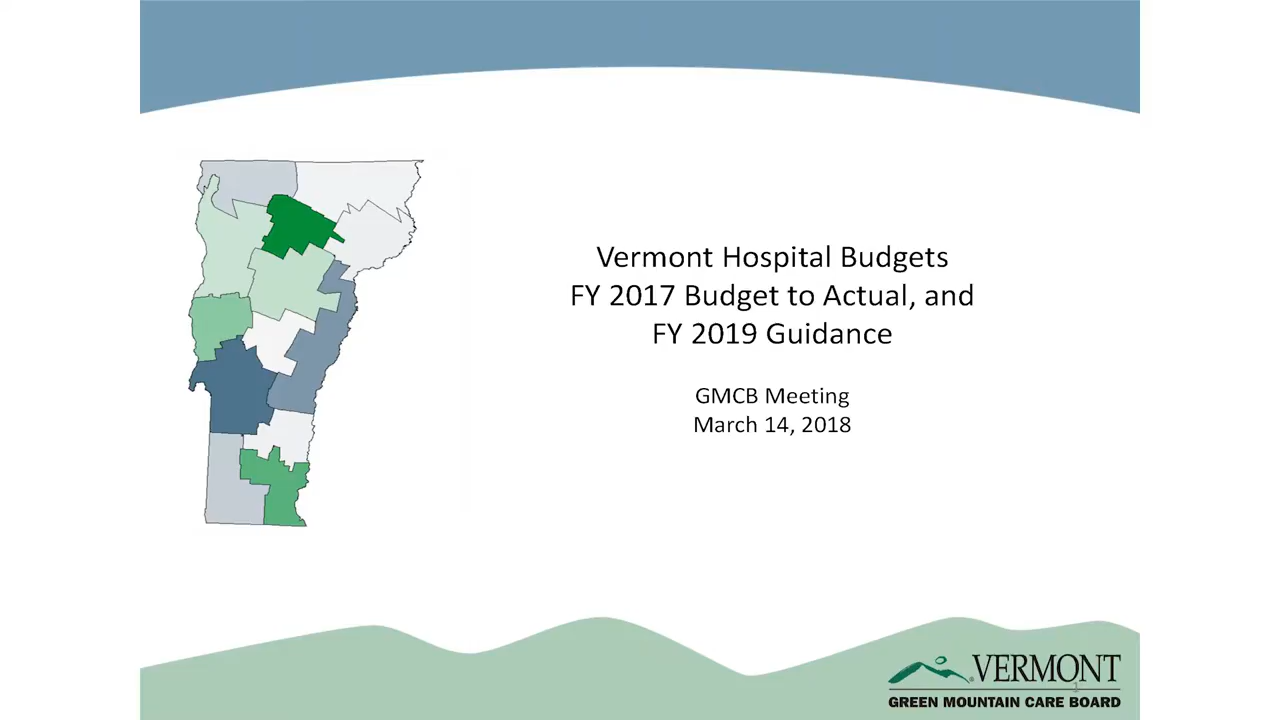 Vermont Hospital Budgets
FY 2017 Budget to Actual, and
FY 2019 Guidance
GMCB Meeting
March 14, 2018
VERMONT
1
GREEN MOUNTAIN CARE BOARD